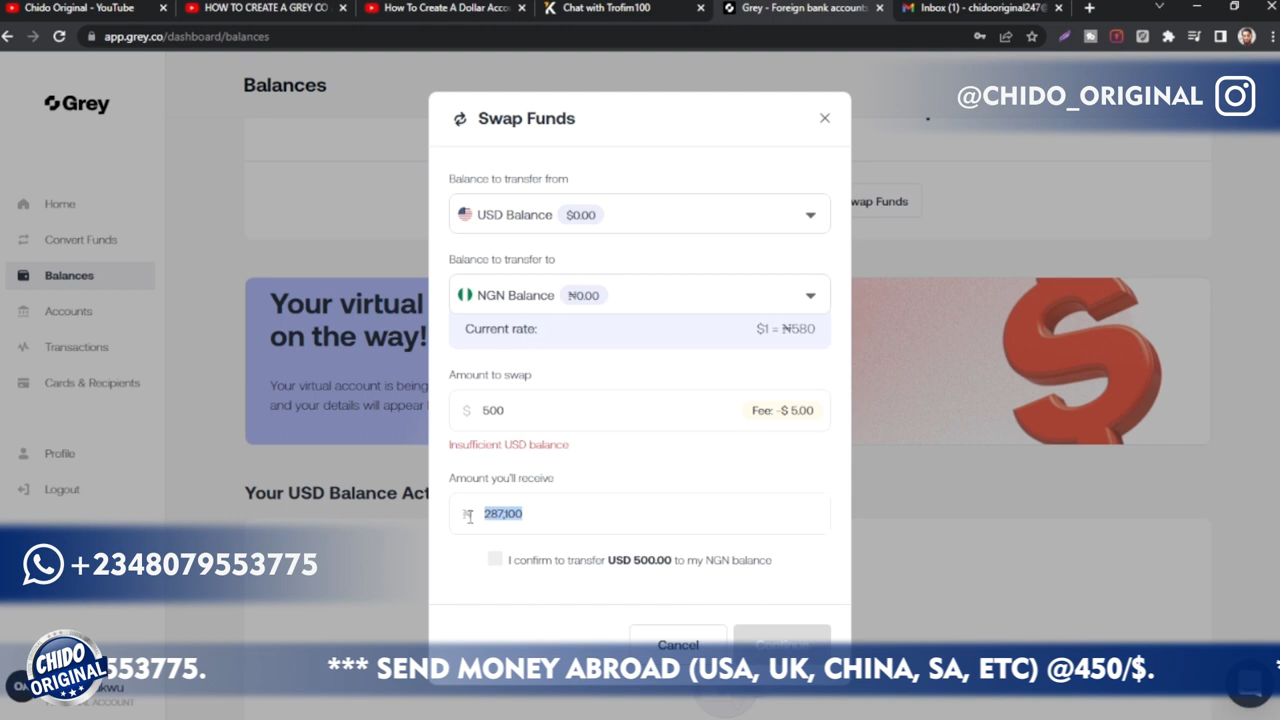 Chido Original - YouTube
HOW TO CREATE A GREY CO
How To Create A Dollar Acco
Chat with Trofim100
Grey - Foreign bank accounts
Inbox (1) - chidooriginal247@
app.grey.co/dashboard/balances
@CHIDO_ORIGINAL
Grey
Balances
Home
Convert Funds
Balances
Accounts
Transactions
Cards & Recipients
Profile
Logout
wap Funds
Your virtual
on the way!
Your virtual account is being
and your details will appear
Your USD Balance Act
Swap Funds
Balance to transfer from
USD Balance $0.00
Balance to transfer to
NGN Balance ₦0.00
Current rate: $1 = ₦580
Amount to swap
$ 500 Fee: -$ 5.00
Insufficient USD balance
Amount you'll receive
287,100
I confirm to transfer USD 500.00 to my NGN balance
Cancel
Continue
+2348079553775
CHIDO
ORIGINAL
553775. *** SEND MONEY ABROAD (USA, UK, CHINA, SA, ETC) @450/$. *